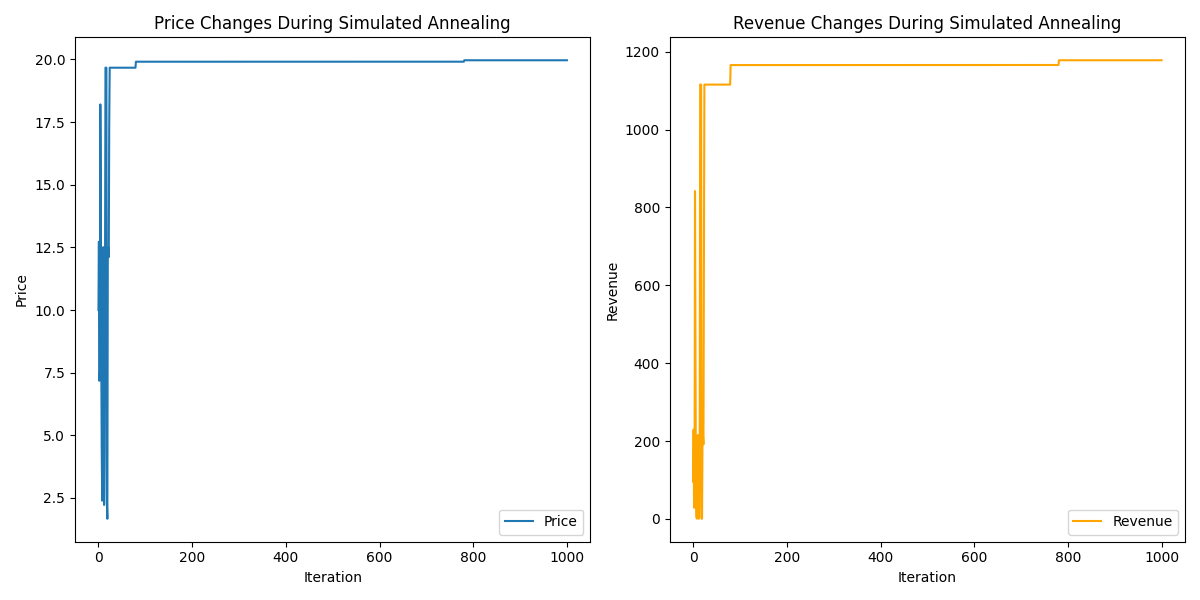 Price Changes During Simulated Annealing
20.0
17.5
15.0
12.5
10.0
7.5
5.0
2.5
Price
0 200 400 600 800 1000
Iteration
Price
Revenue Changes During Simulated Annealing
1200
1000
800
600
400
200
0
Revenue
0 200 400 600 800 1000
Iteration
Revenue